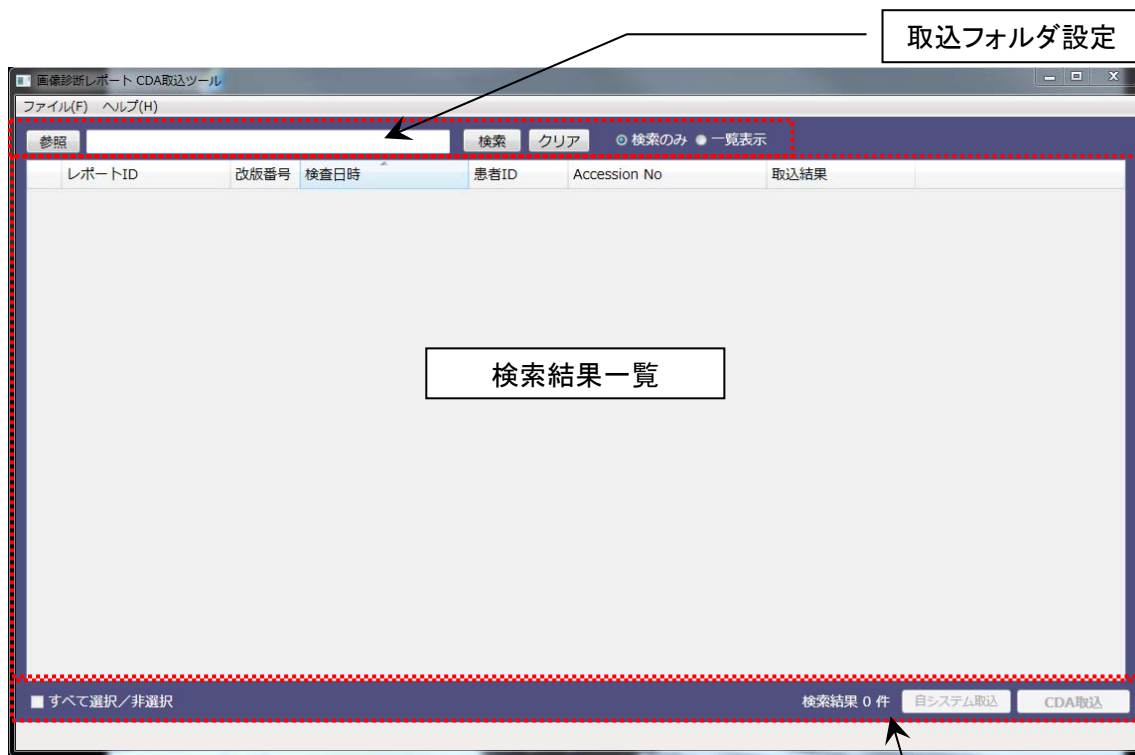 取込フォルダ設定
画像診断レポート CDA取込ツール
ファイル(F) ヘルプ(H)
参照 検索 クリア 検索のみ 一覧表示
レポートID 改版番号 検査日時 患者ID Accession No 取込結果
検索結果一覧
すべて選択／非選択 検索結果 0 件 自システム取込 CDA取込